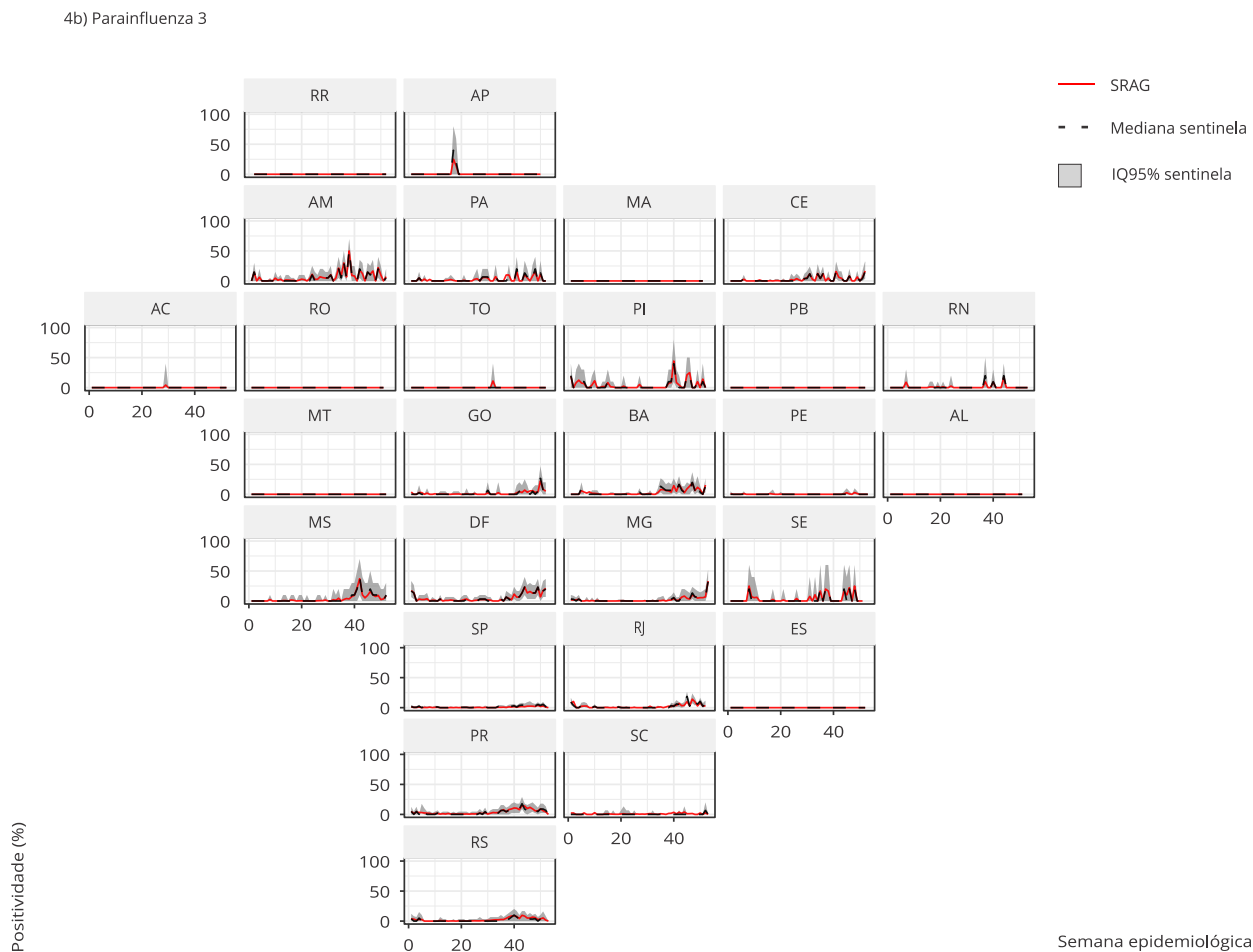 4b) Parainfluenza 3
SRAG
Mediana sentinela
IQ95% sentinela
RR AP
100
50
0
AM PA MA CE
100
50
0
AC RO TO PI PB RN
100
50
0
0 20 40
MT GO BA PE AL
100
50
0
0 20 40
MS DF MG SE
100
50
0
0 20 40
SP RJ ES
100
50
0
0 20 40
PR SC
100
50
0
0 20 40
RS
100
50
0
0 20 40
Positividade (%)
Semana epidemiológica